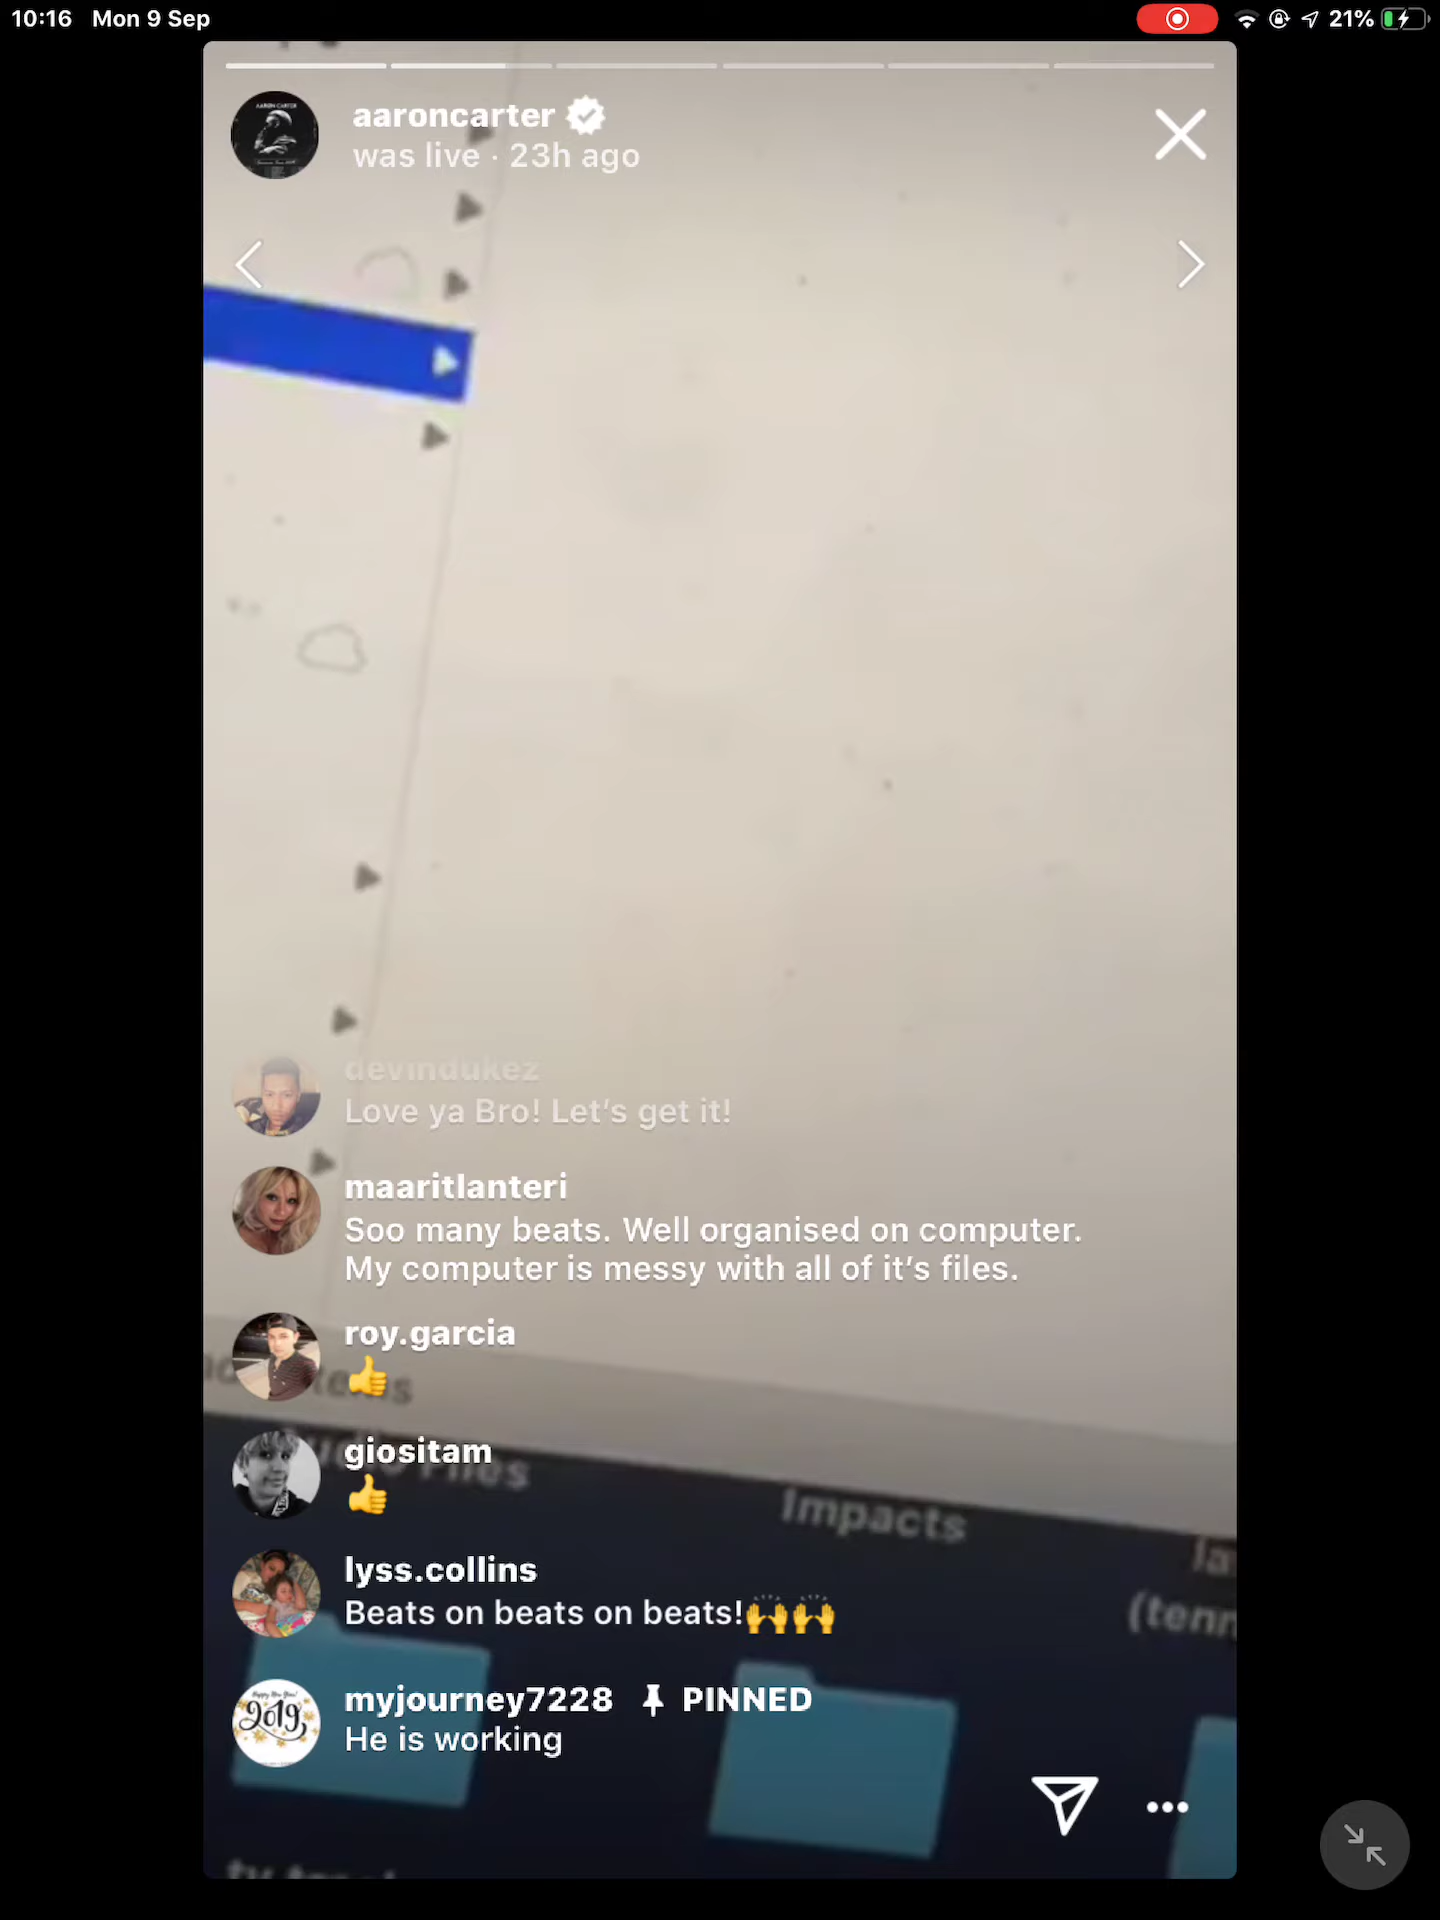 10:16 Mon 9 Sep
21%
aaroncarter
was live · 23h ago
devindukez
Love ya Bro! Let's get it!
maaritlanteri
Soo many beats. Well organised on computer.
My computer is messy with all of it's files.
roy.garcia
👍
giositam
👍
Files
Impacts
lyss.collins
Beats on beats on beats!🙌🙌
myjourney7228 PINNED
He is working
2019